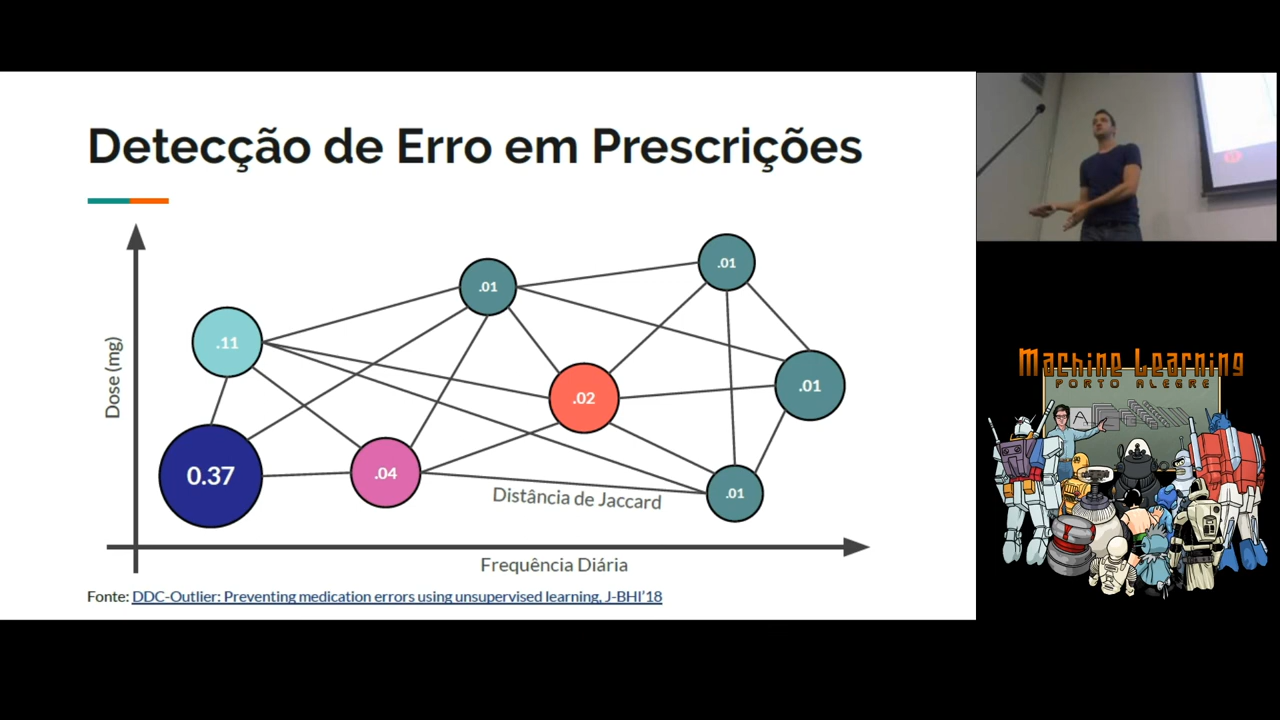 Detecção de Erro em Prescrições
Dose (mg)
.01
.01
.11
.02
.01
0.37
.04
.01
Distância de Jaccard
Frequência Diária
Fonte: DDC-Outlier: Preventing medication errors using unsupervised learning, J-BHI'18
Machine Learning
PORTO ALEGRE
A